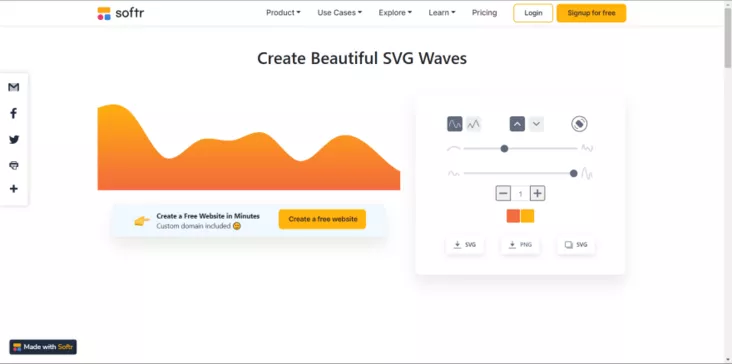 softr
Product Use Cases Explore Learn Pricing Login Signup for free
Create Beautiful SVG Waves
Create a Free Website in Minutes
Custom domain included
Create a free website
1
SVG PNG SVG
Made with Softr